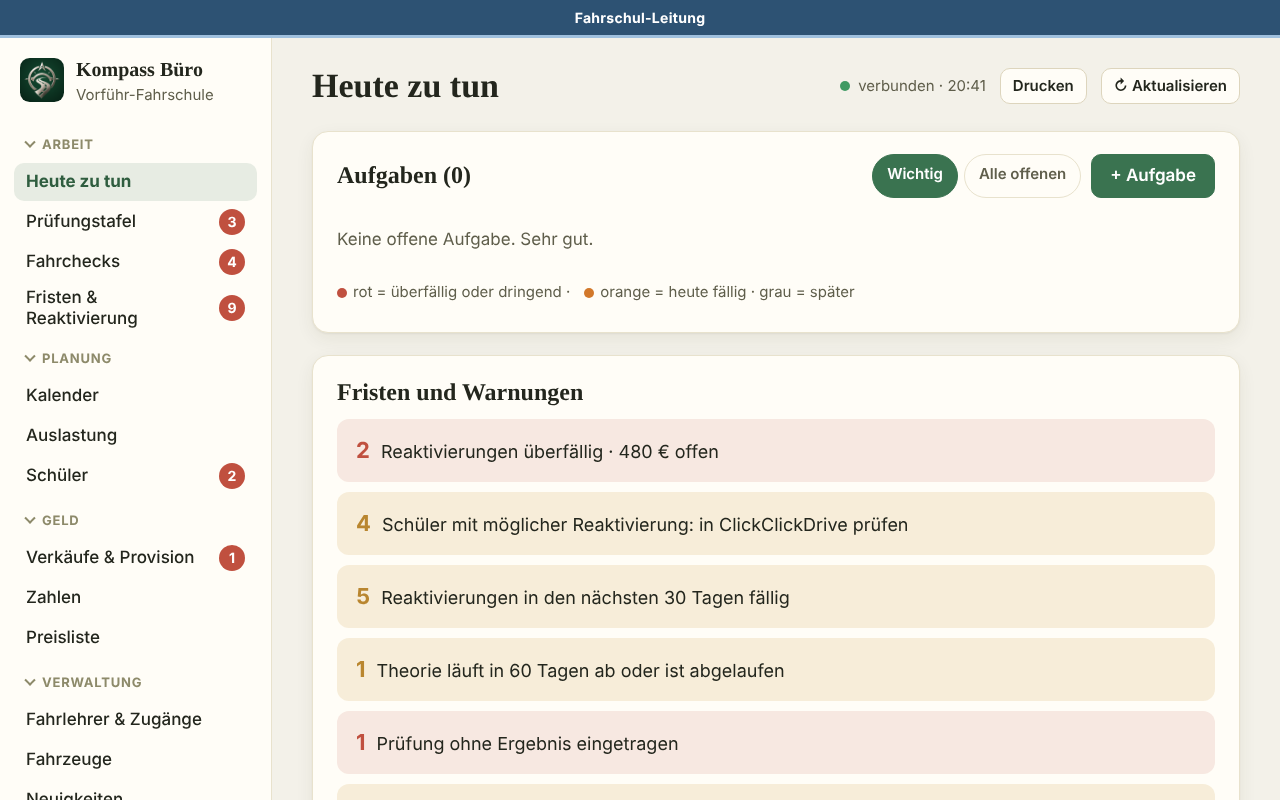 Fahrschul-Leitung
Kompass Büro
Vorführ-Fahrschule
ARBEIT
Heute zu tun
Prüfungstafel 3
Fahrchecks 4
Fristen &
Reaktivierung 9
PLANUNG
Kalender
Auslastung
Schüler 2
GELD
Verkäufe & Provision 1
Zahlen
Preisliste
VERWALTUNG
Fahrlehrer & Zugänge
Fahrzeuge
Neuigkeiten
Heute zu tun
verbunden · 20:41
Drucken
↻ Aktualisieren
Aufgaben (0)
Wichtig
Alle offenen
+ Aufgabe
Keine offene Aufgabe. Sehr gut.
rot = überfällig oder dringend · orange = heute fällig · grau = später
Fristen und Warnungen
2 Reaktivierungen überfällig · 480 € offen
4 Schüler mit möglicher Reaktivierung: in ClickClickDrive prüfen
5 Reaktivierungen in den nächsten 30 Tagen fällig
1 Theorie läuft in 60 Tagen ab oder ist abgelaufen
1 Prüfung ohne Ergebnis eingetragen